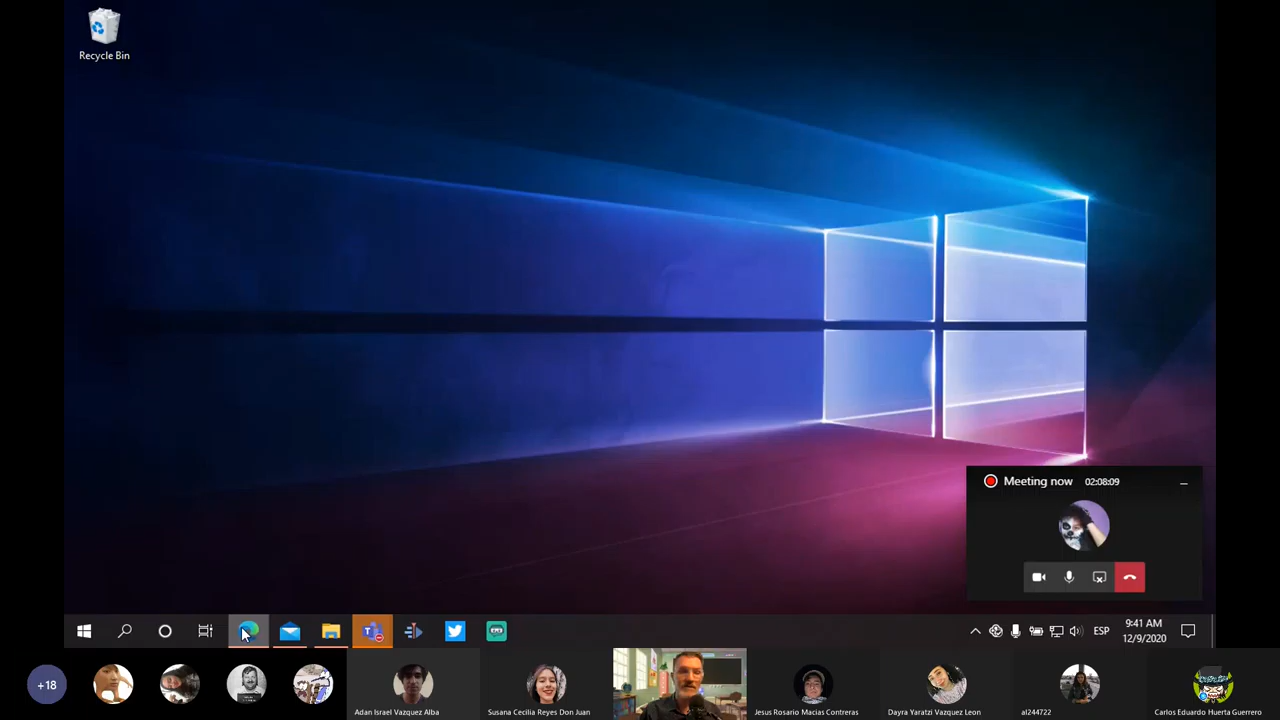 Recycle Bin
Meeting now 02:08:09
ESP
9:41 AM
12/9/2020
+18
Adan Israel Vazquez Alba
Susana Cecilia Reyes Don Juan
Jesus Rosario Macias Contreras
Dayra Yaratzi Vazquez Leon
al244722
Carlos Eduardo Huerta Guerrero